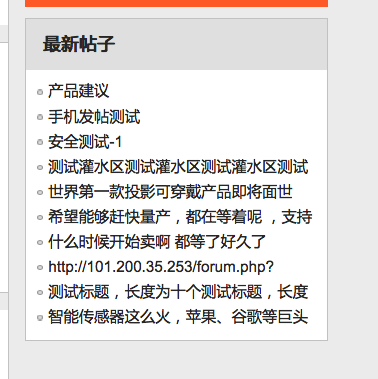 最新帖子
产品建议
手机发帖测试
安全测试-1
测试灌水区测试灌水区测试灌水区测试
世界第一款投影可穿戴产品即将面世
希望能够赶快量产，都在等着呢 ，支持
什么时候开始卖啊 都等了好久了
http://101.200.35.253/forum.php?
测试标题，长度为十个测试标题，长度
智能传感器这么火，苹果、谷歌等巨头